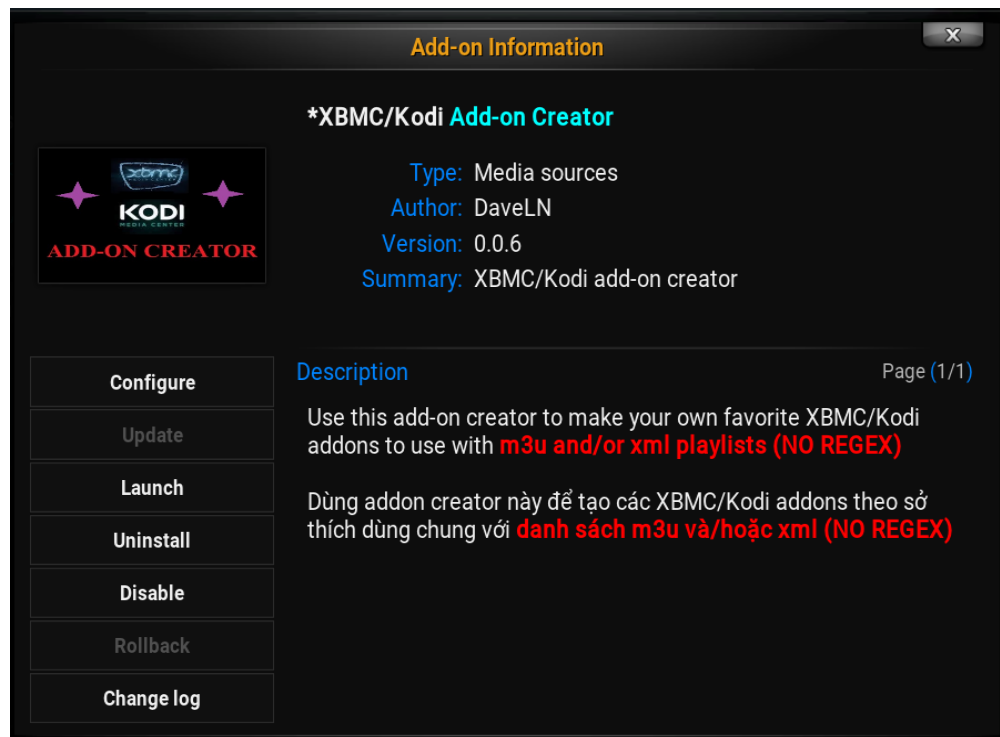 Add-on Information
X
*XBMC/Kodi Add-on Creator
xbmc
KODI
MEDIA CENTER
ADD-ON CREATOR
Type: Media sources
Author: DaveLN
Version: 0.0.6
Summary: XBMC/Kodi add-on creator
Configure
Update
Launch
Uninstall
Disable
Rollback
Change log
Description
Page (1/1)
Use this add-on creator to make your own favorite XBMC/Kodi
addons to use with m3u and/or xml playlists (NO REGEX)
Dùng addon creator này để tạo các XBMC/Kodi addons theo sở
thích dùng chung với danh sách m3u và/hoặc xml (NO REGEX)